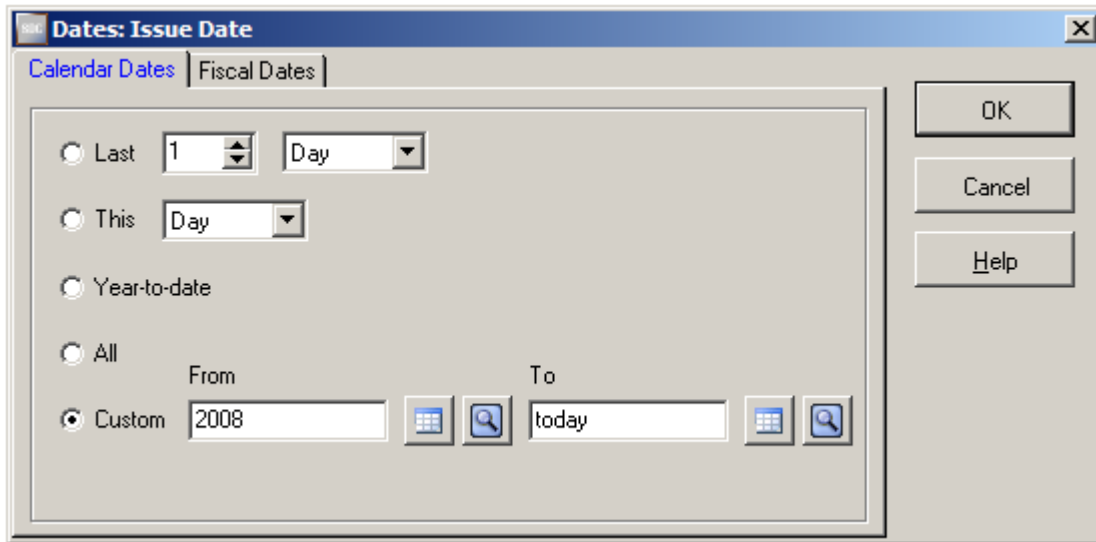 SDC Dates: Issue Date
Calendar Dates Fiscal Dates
OK
Last 1 Day
Cancel
This Day
Help
Year-to-date
All
From To
Custom 2008 today